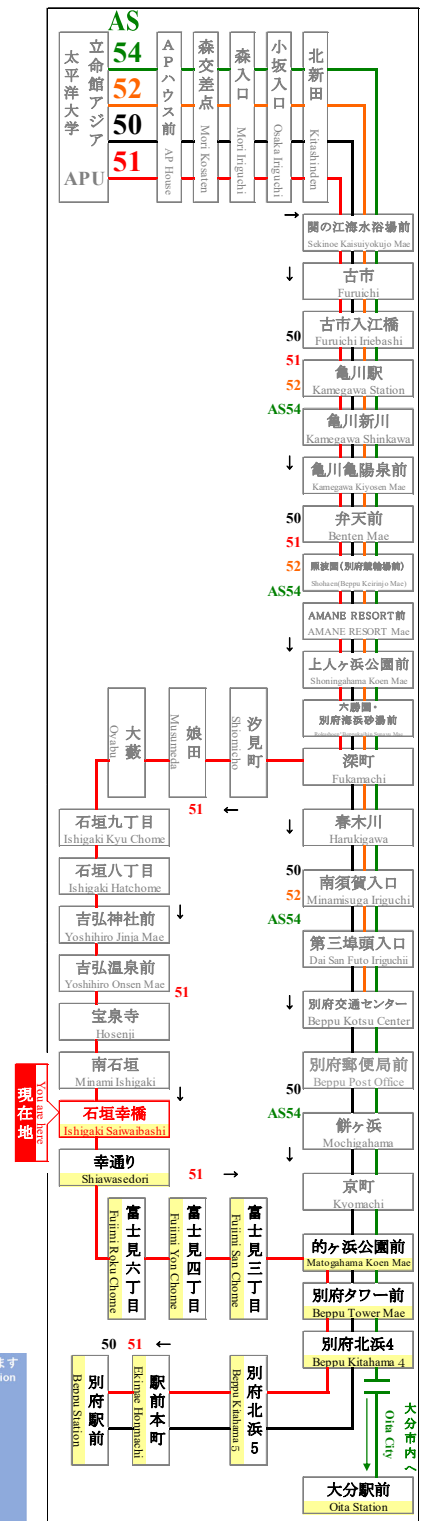 AS
54
52
50
51
立命館アジア
太平洋大学
APU
APハウス前
AP House
森交差点
Mori Kosaten
森入口
Mori Iriguchi
小坂入口
Osaka Iriguchi
北新田
Kitashinden
→
関の江海水浴場前
Sekinoe Kaisuiyokujo Mae
↓
古市
Furuichi
古市入江橋
Furuichi Iriebashi
50
51
52
AS54
亀川駅
Kamegawa Station
亀川新川
Kamegawa Shinkawa
↓
亀川亀陽泉前
Kamegawa Kiyosen Mae
50
51
52
AS54
弁天前
Benten Mae
照波園(別府競輪場前)
Shohaen(Beppu Keirinjo Mae)
AMANE RESORT前
AMANE RESORT Mae
↓
上人ヶ浜公園前
Shoningahama Koen Mae
六勝園・
別府海浜砂湯前
深町
Fukamachi
汐見町
Shiomicho
娘田
Musumeda
大藪
Oyabu
51
←
石垣九丁目
Ishigaki Kyu Chome
石垣八丁目
Ishigaki Hatchome
↓
吉弘神社前
Yoshihiro Jinja Mae
吉弘温泉前
Yoshihiro Onsen Mae
51
宝泉寺
Hosenji
南石垣
Minami Ishigaki
↓
現在地
You are here
石垣幸橋
Ishigaki Saiwaibashi
幸通り
Shiawasedori
51
→
富士見六丁目
Fujimi Roku Chome
富士見四丁目
Fujimi Yon Chome
富士見三丁目
Fujimi San Chome
↓
春木川
Harukigawa
50
52
AS54
南須賀入口
Minamisuga Iriguchi
第三埠頭入口
Dai San Futo Iriguchii
↓
別府交通センター
Beppu Kotsu Center
別府郵便局前
Beppu Post Office
50
AS54
餅ヶ浜
Mochigahama
↓
京町
Kyomachi
的ヶ浜公園前
Matogahama Koen Mae
別府タワー前
Beppu Tower Mae
別府北浜4
Beppu Kitahama 4
50
51
←
別府北浜5
Beppu Kitahama 5
駅前本町
Ekimae Honmachi
別府駅前
Beppu Station
大分市内へ
Oita City
大分駅前
Oita Station
ます
ion